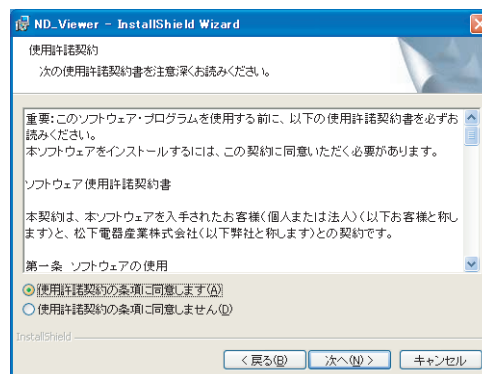 ND_Viewer - InstallShield Wizard
使用許諾契約
次の使用許諾契約書を注意深くお読みください。
重要:このソフトウェア・プログラムを使用する前に、以下の使用許諾契約書を必ずお
読みください。
本ソフトウェアをインストールするには、この契約に同意いただく必要があります。
ソフトウェア使用許諾契約書
本契約は、本ソフトウェアを入手されたお客様(個人または法人)(以下お客様と称し
ます)と、松下電器産業株式会社(以下弊社と称します)との契約です。
第一条 ソフトウェアの使用
使用許諾契約の条項に同意します(A)
使用許諾契約の条項に同意しません(D)
InstallShield
< 戻る(B) 次へ(N) > キャンセル